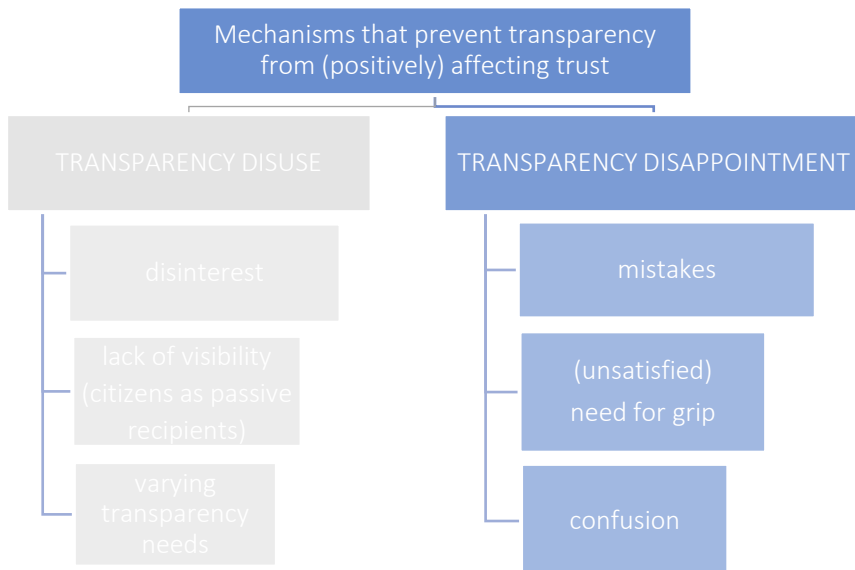 Mechanisms that prevent transparency
from (positively) affecting trust
TRANSPARENCY DISUSE
disinterest
lack of visibility
(citizens as passive
recipients)
varying
transparency
needs
TRANSPARENCY DISAPPOINTMENT
mistakes
(unsatisfied)
need for grip
confusion